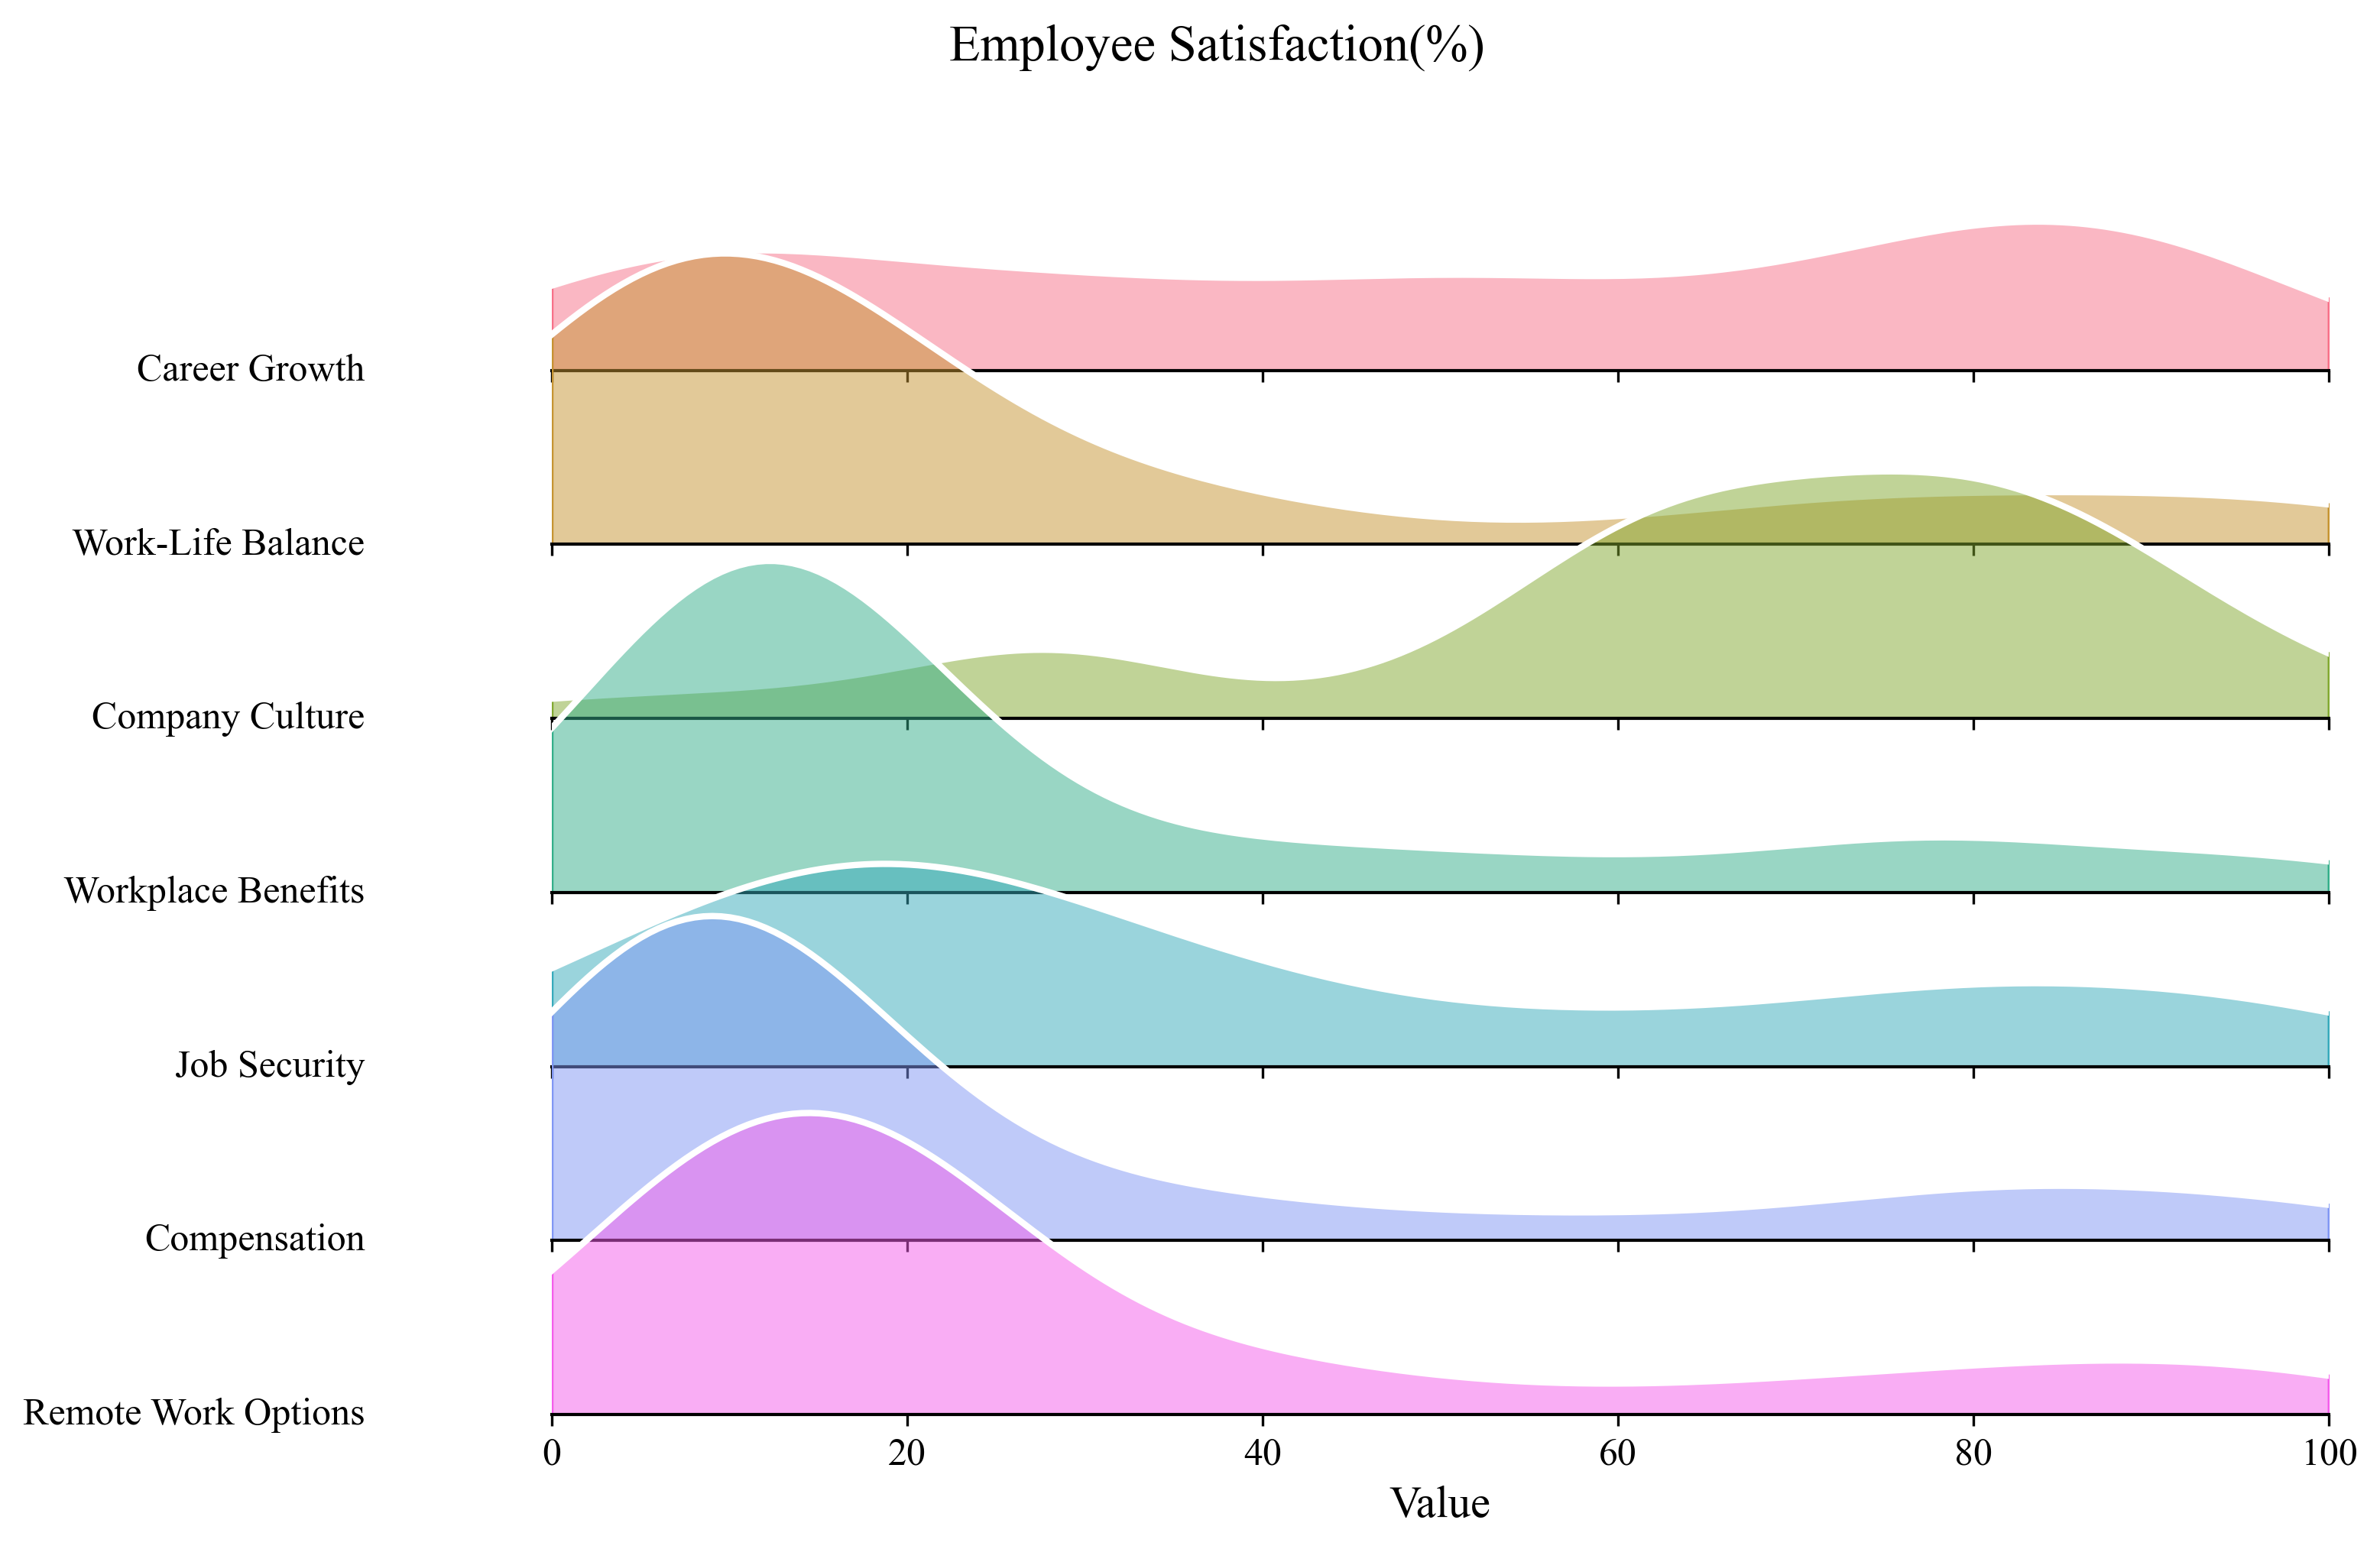 Employee Satisfaction(%)
Career Growth
Work-Life Balance
Company Culture
Workplace Benefits
Job Security
Compensation
Remote Work Options
0 20 40 60 80 100
Value